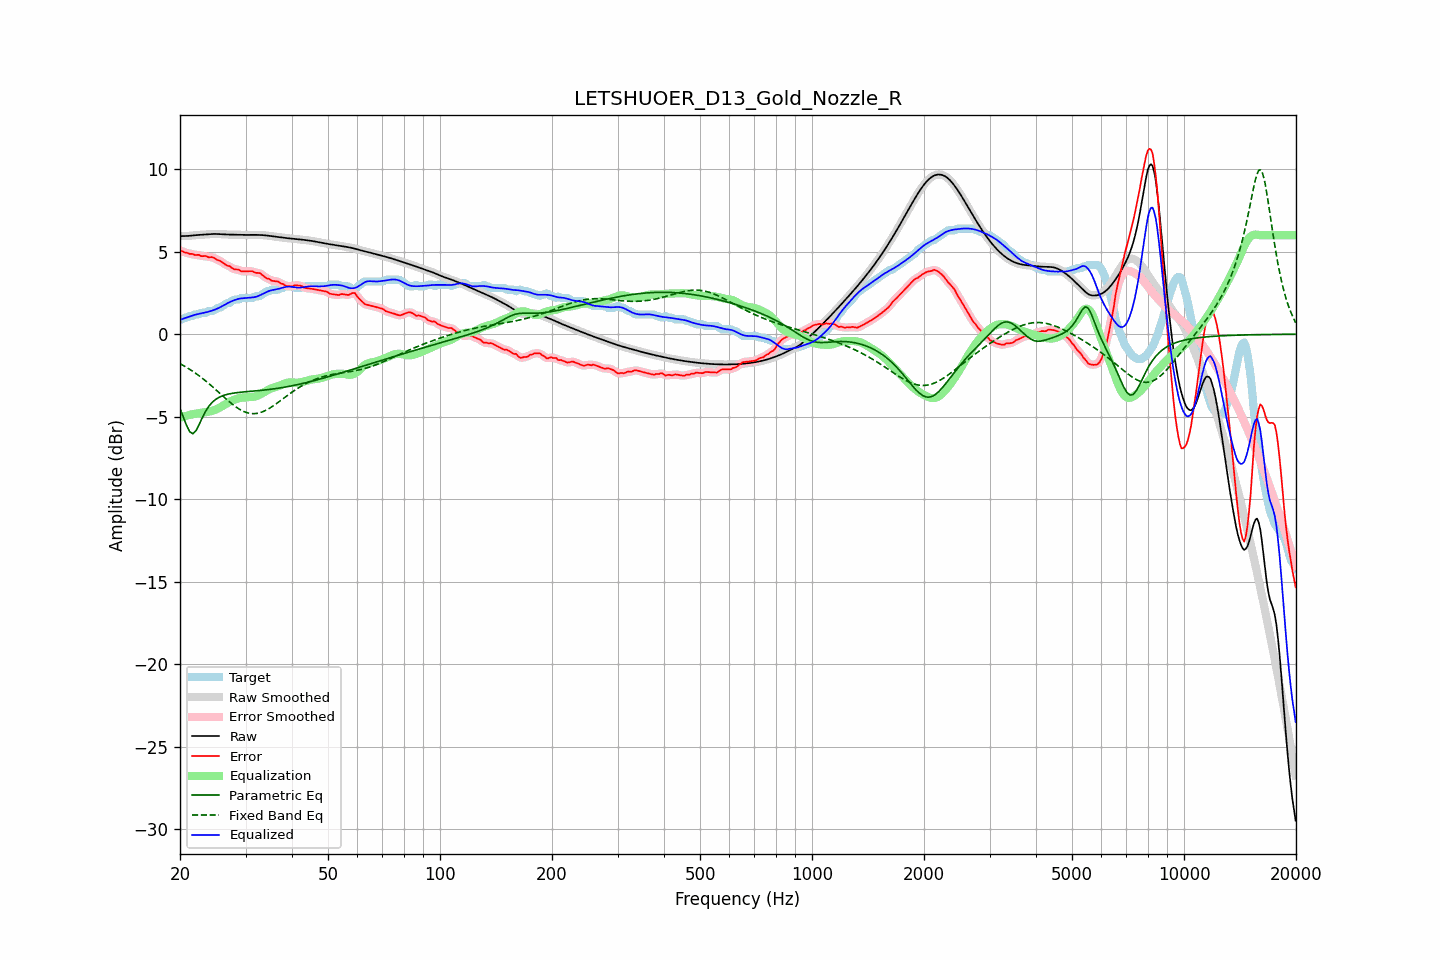 LETSHUOER_D13_Gold_Nozzle_R
10
5
0
−5
−10
−15
−20
−25
−30
Amplitude (dBr)
Target
Raw Smoothed
Error Smoothed
Raw
Error
Equalization
Parametric Eq
Fixed Band Eq
Equalized
20 50 100 200 500 1000 2000 5000 10000 20000
Frequency (Hz)